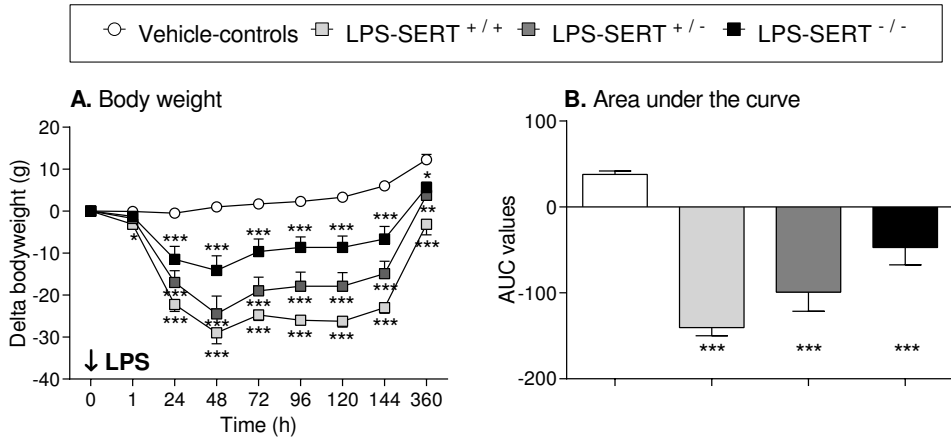 Vehicle-controls LPS-SERT +/+ LPS-SERT +/- LPS-SERT -/-
A. Body weight
Delta bodyweight (g)
20
10
0
-10
-20
-30
-40
* *** *** *** *** *** *** *
*** *** *** *** *** *** **
*** *** *** *** *** *** ***
↓ LPS
0 1 24 48 72 96 120 144 360
Time (h)
B. Area under the curve
AUC values
100
0
-100
-200
*** *** ***